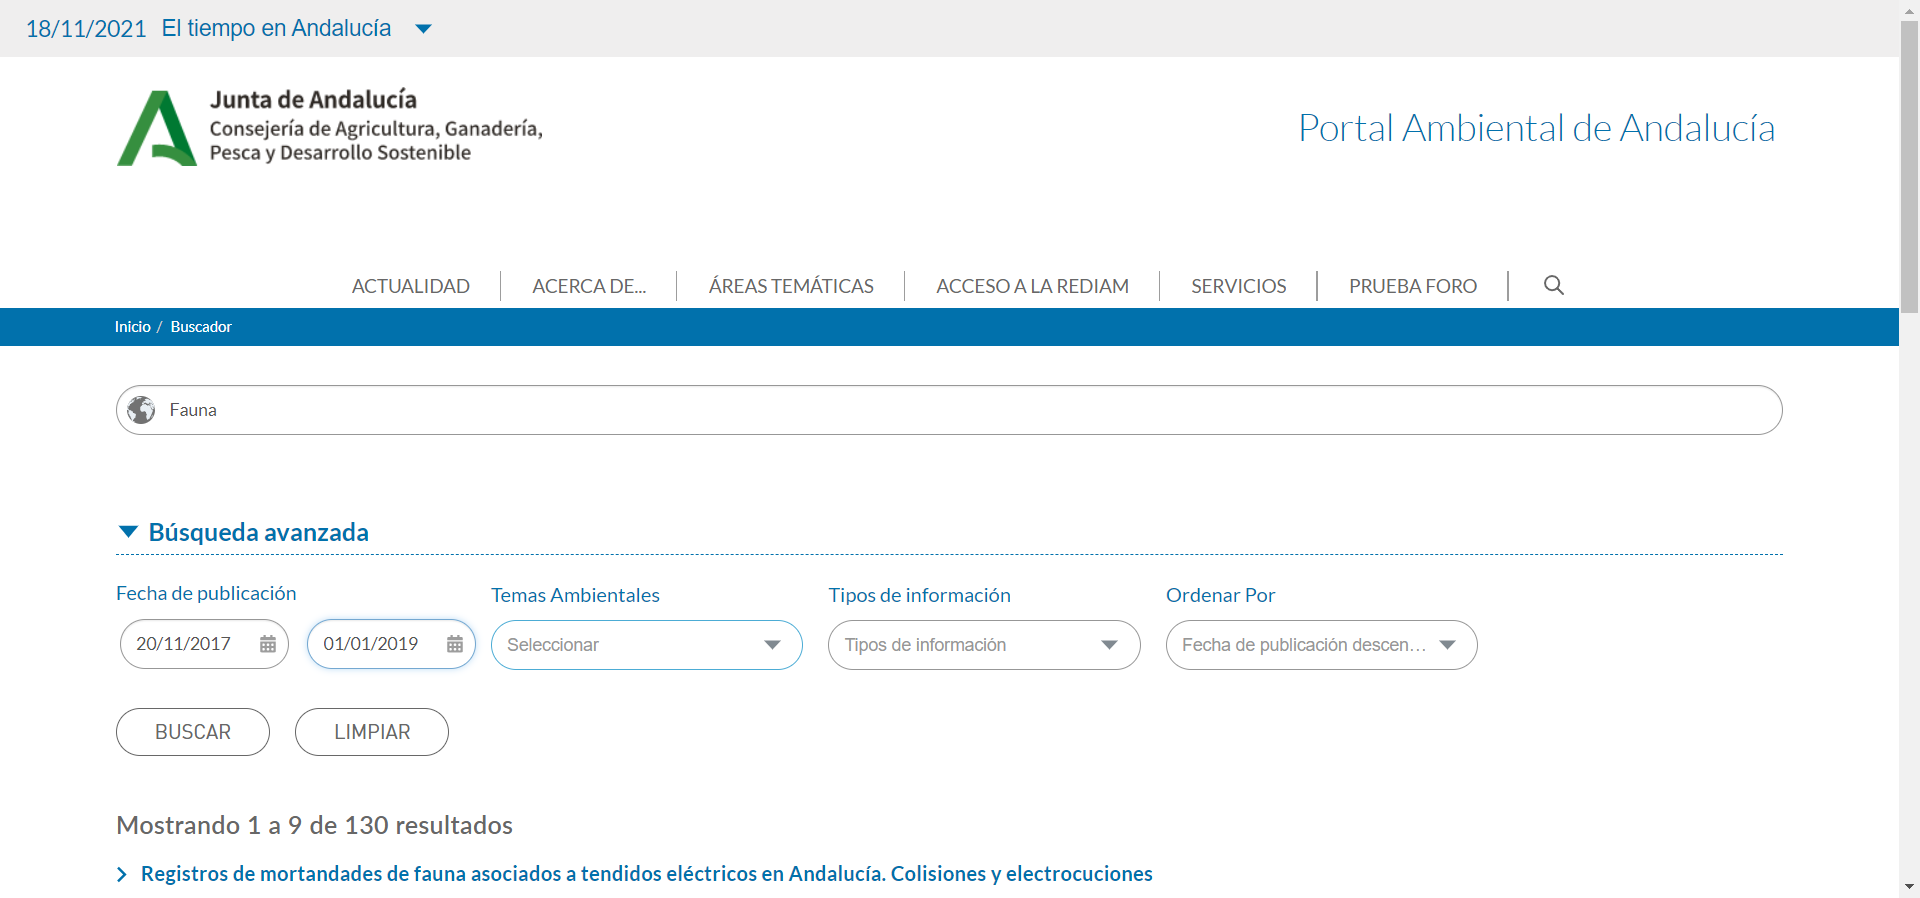 18/11/2021 El tiempo en Andalucía
Junta de Andalucía
Consejería de Agricultura, Ganadería,
Pesca y Desarrollo Sostenible
Portal Ambiental de Andalucía
ACTUALIDAD ACERCA DE... ÁREAS TEMÁTICAS ACCESO A LA REDIAM SERVICIOS PRUEBA FORO
Inicio / Buscador
Fauna
Búsqueda avanzada
Fecha de publicación Temas Ambientales Tipos de información Ordenar Por
20/11/2017 01/01/2019 Seleccionar Tipos de información Fecha de publicación descen...
BUSCAR LIMPIAR
Mostrando 1 a 9 de 130 resultados
Registros de mortandades de fauna asociados a tendidos eléctricos en Andalucía. Colisiones y electrocuciones